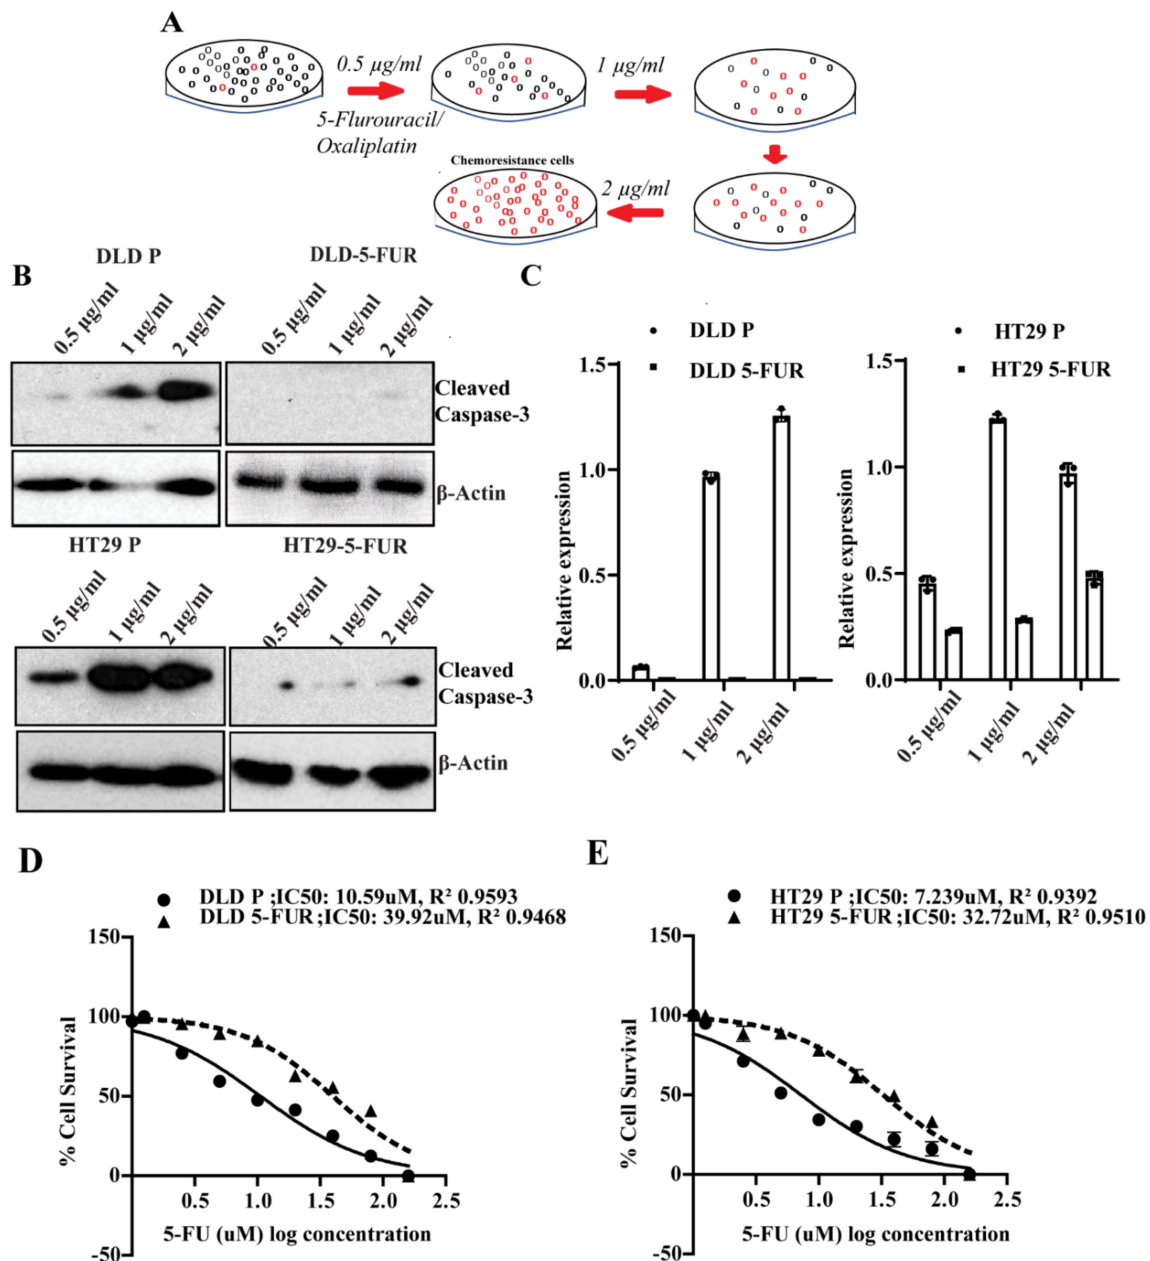 A
0.5 µg/ml
1 µg/ml
5-Flurouracil/
Oxaliplatin
Chemoresistance cells
2 µg/ml
B
DLD P
DLD-5-FUR
0.5 µg/ml
1 µg/ml
2 µg/ml
0.5 µg/ml
1 µg/ml
2 µg/ml
Cleaved
Caspase-3
β-Actin
HT29 P
HT29-5-FUR
0.5 µg/ml
1 µg/ml
2 µg/ml
0.5 µg/ml
1 µg/ml
2 µg/ml
Cleaved
Caspase-3
β-Actin
C
DLD P
DLD 5-FUR
1.5
1.0
0.5
0.0
Relative expression
0.5 µg/ml
1 µg/ml
2 µg/ml
HT29 P
HT29 5-FUR
1.5
1.0
0.5
0.0
Relative expression
0.5 µg/ml
1 µg/ml
2 µg/ml
D
DLD P ;IC50: 10.59uM, R² 0.9593
DLD 5-FUR ;IC50: 39.92uM, R² 0.9468
150
100
50
0
-50
% Cell Survival
0.5 1.0 1.5 2.0 2.5
5-FU (uM) log concentration
E
HT29 P ;IC50: 7.239uM, R² 0.9392
HT29 5-FUR ;IC50: 32.72uM, R² 0.9510
150
100
50
0
-50
% Cell Survival
0.5 1.0 1.5 2.0 2.5
5-FU (uM) log concentration